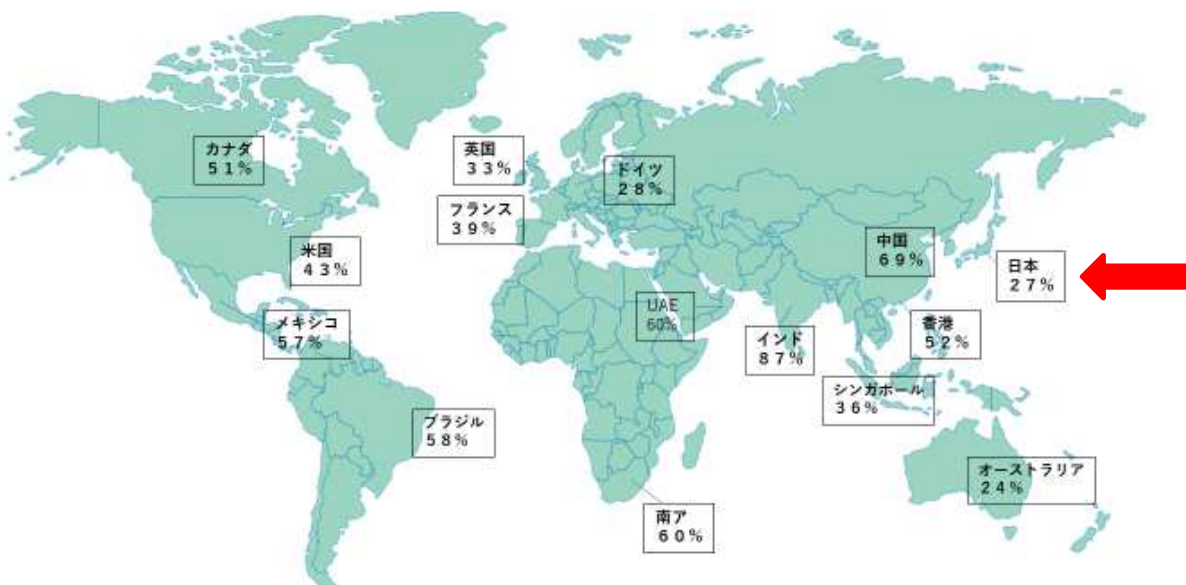 カナダ
５１％
英国
３３％
ドイツ
２８％
フランス
３９％
米国
４３％
中国
６９％
日本
２７％
UAE
60%
メキシコ
５７％
インド
８７％
香港
５２％
シンガポール
３６％
ブラジル
５８％
オーストラリア
２４％
南ア
６０％